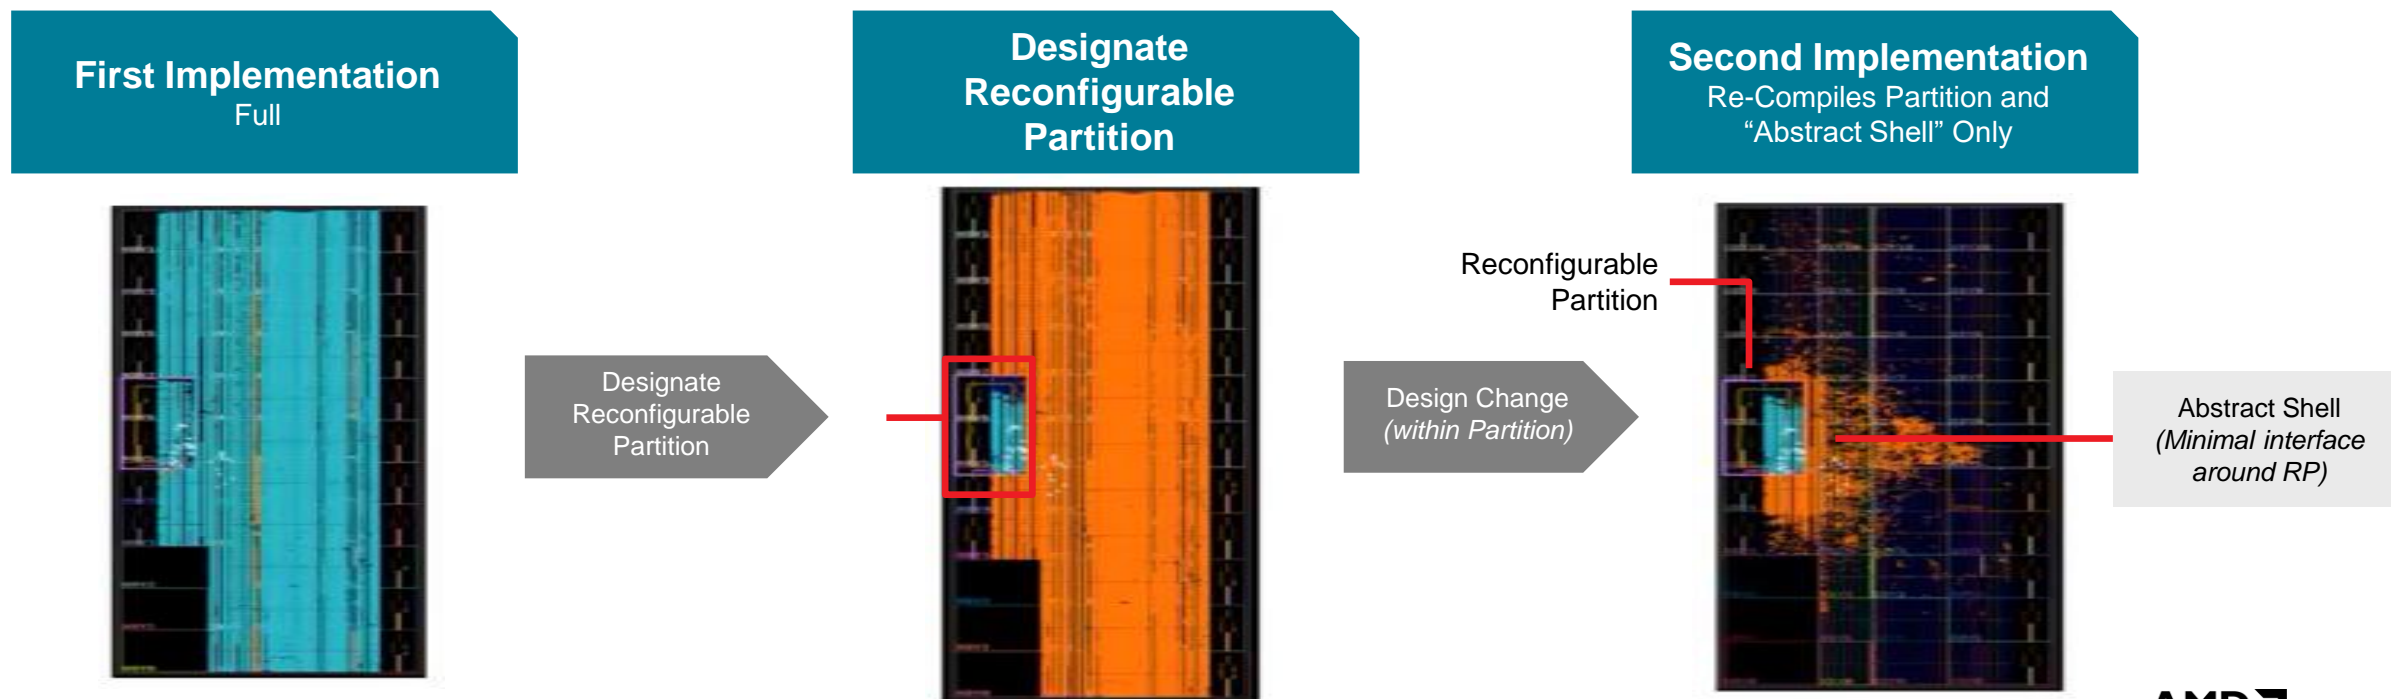 First Implementation
Full
Designate
Reconfigurable
Partition
Second Implementation
Re-Compiles Partition and
“Abstract Shell” Only
Designate
Reconfigurable
Partition
Reconfigurable
Partition
Design Change
(within Partition)
Abstract Shell
(Minimal interface
around RP)
AMD